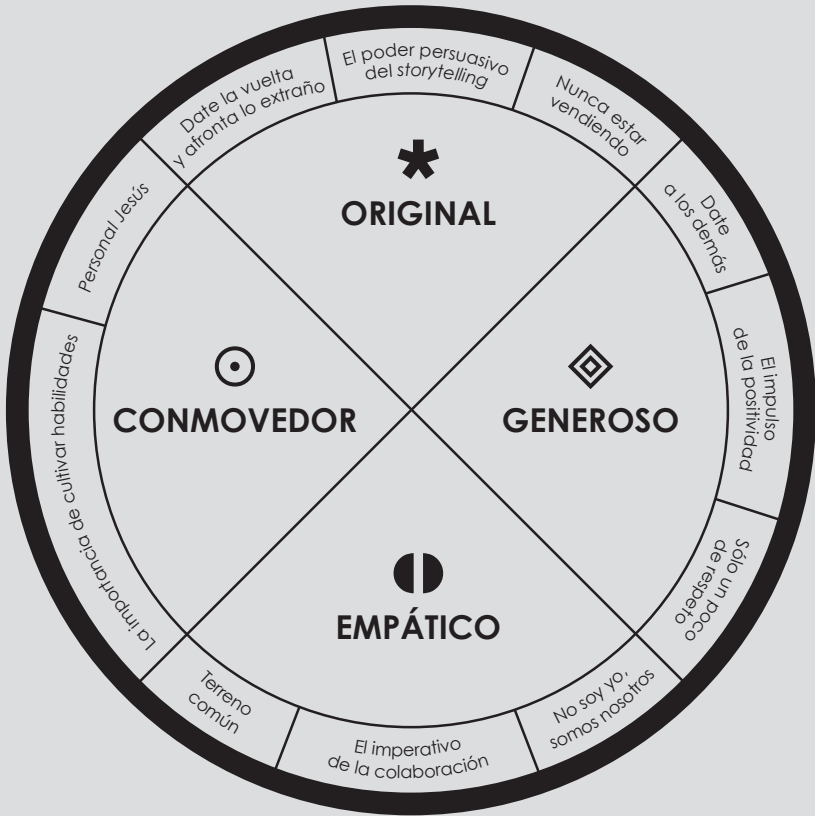 Date la vuelta
y afronta lo extraño
El poder persuasivo
del storytelling
Nunca estar
vendiendo
ORIGINAL
Date
a los demás
El impulso
de la positividad
Sólo un poco
de respeto
GENEROSO
No soy yo,
somos nosotros
El imperativo
de la colaboración
Terreno
común
EMPÁTICO
La importancia de cultivar habilidades
Personal Jesús
CONMOVEDOR